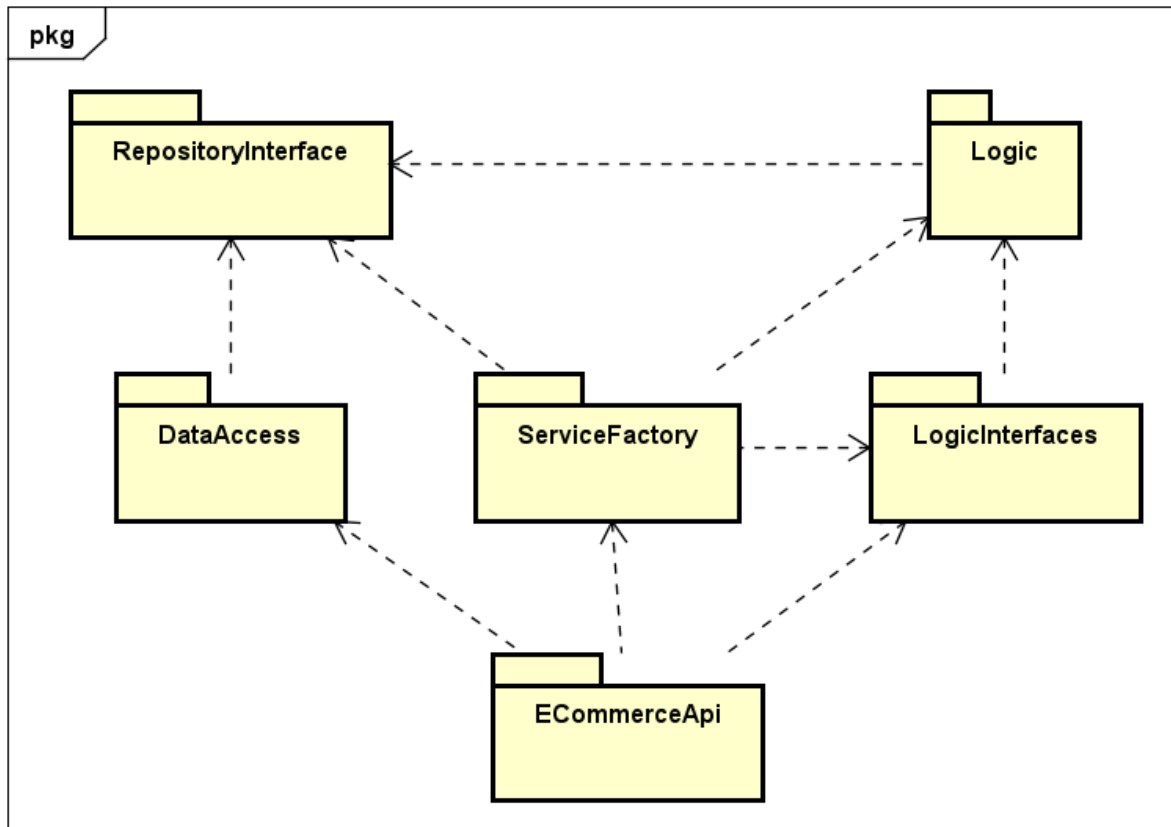 pkg
RepositoryInterface
Logic
DataAccess
ServiceFactory
LogicInterfaces
ECommerceApi